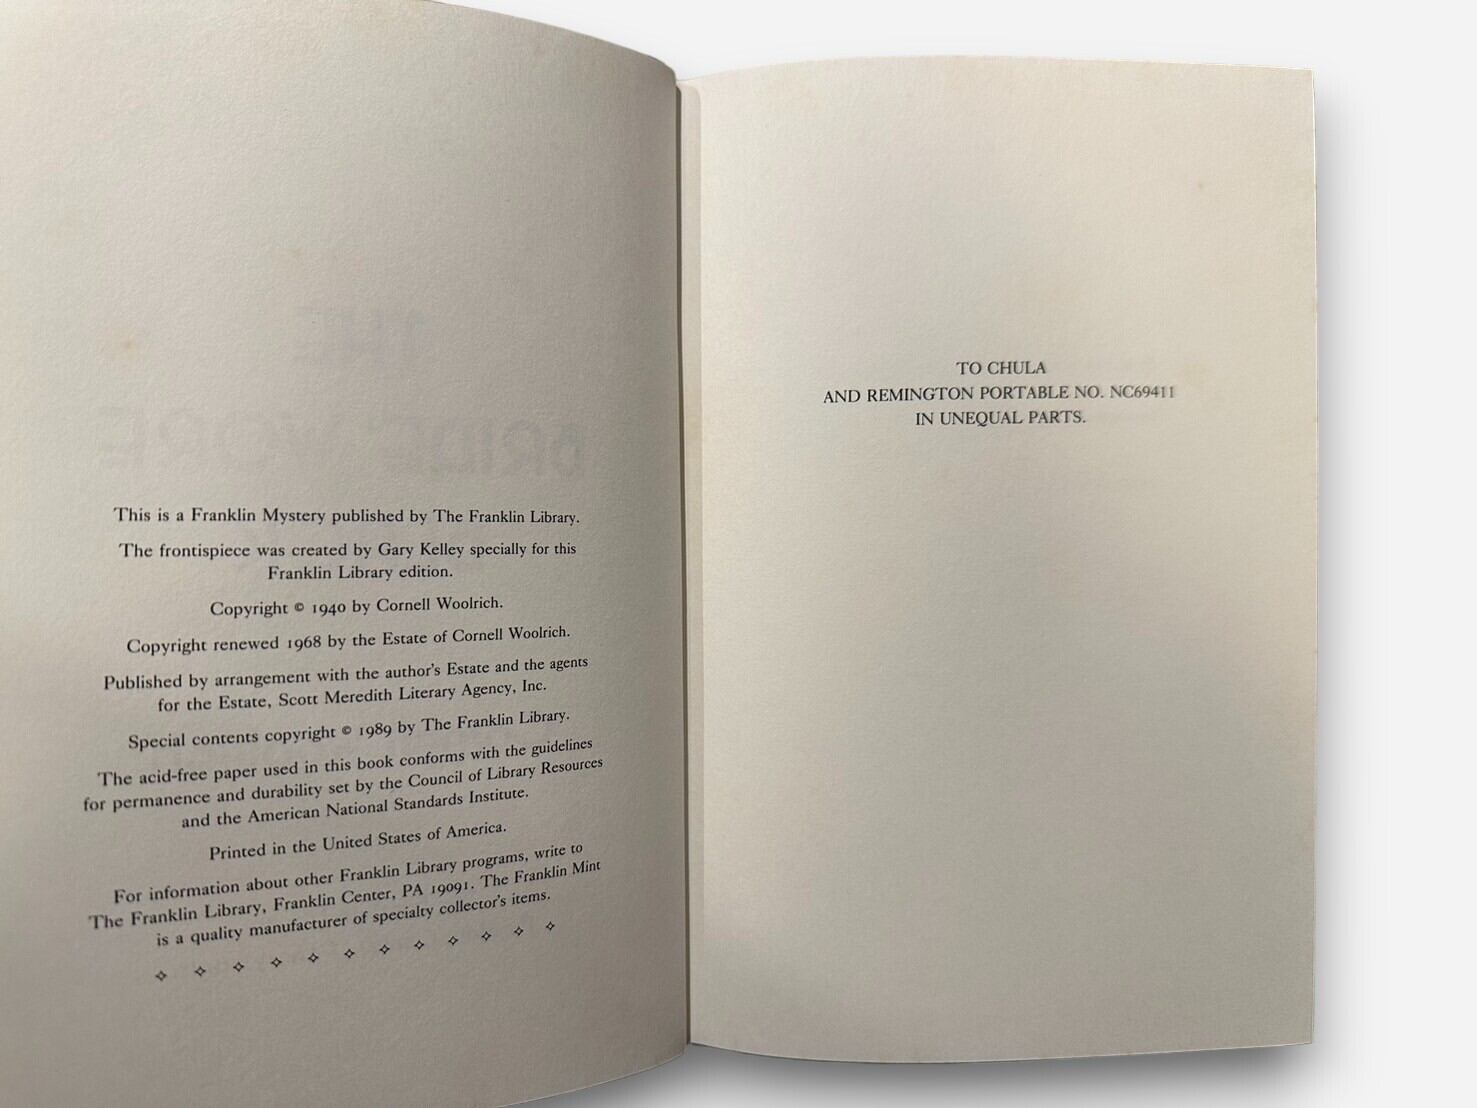 This is a Franklin Mystery published by The Franklin Library.
The frontispiece was created by Gary Kelley specially for this
Franklin Library edition.
Copyright © 1940 by Cornell Woolrich.
Copyright renewed 1968 by the Estate of Cornell Woolrich.
Published by arrangement with the author's Estate and the agents
for the Estate, Scott Meredith Literary Agency, Inc.
Special contents copyright © 1989 by The Franklin Library.
The acid-free paper used in this book conforms with the guidelines
for permanence and durability set by the Council of Library Resources
and the American National Standards Institute.
Printed in the United States of America.
For information about other Franklin Library programs, write to
The Franklin Library, Franklin Center, PA 19091. The Franklin Mint
is a quality manufacturer of specialty collector's items.
TO CHULA
AND REMINGTON PORTABLE NO. NC69411
IN UNEQUAL PARTS.